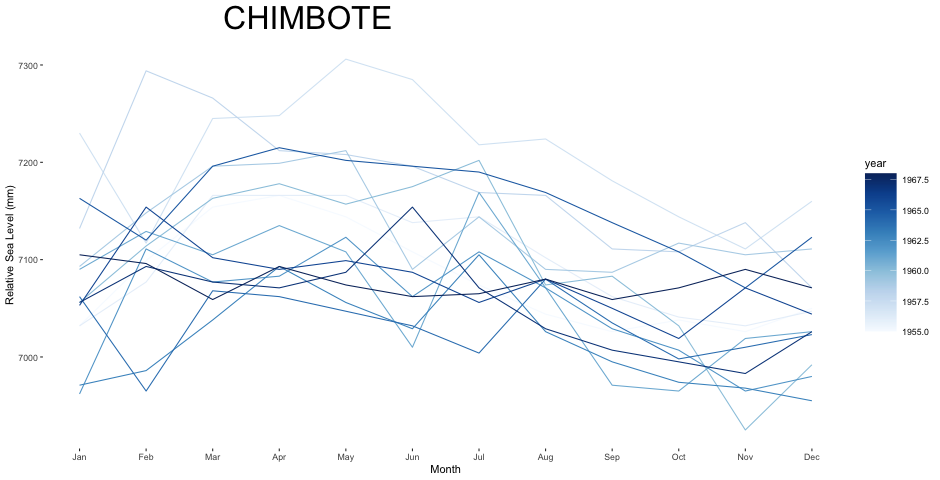 CHIMBOTE
Relative Sea Level (mm)
7300
7200
7100
7000
Jan Feb Mar Apr May Jun Jul Aug Sep Oct Nov Dec
Month
year
1967.5
1965.0
1962.5
1960.0
1957.5
1955.0